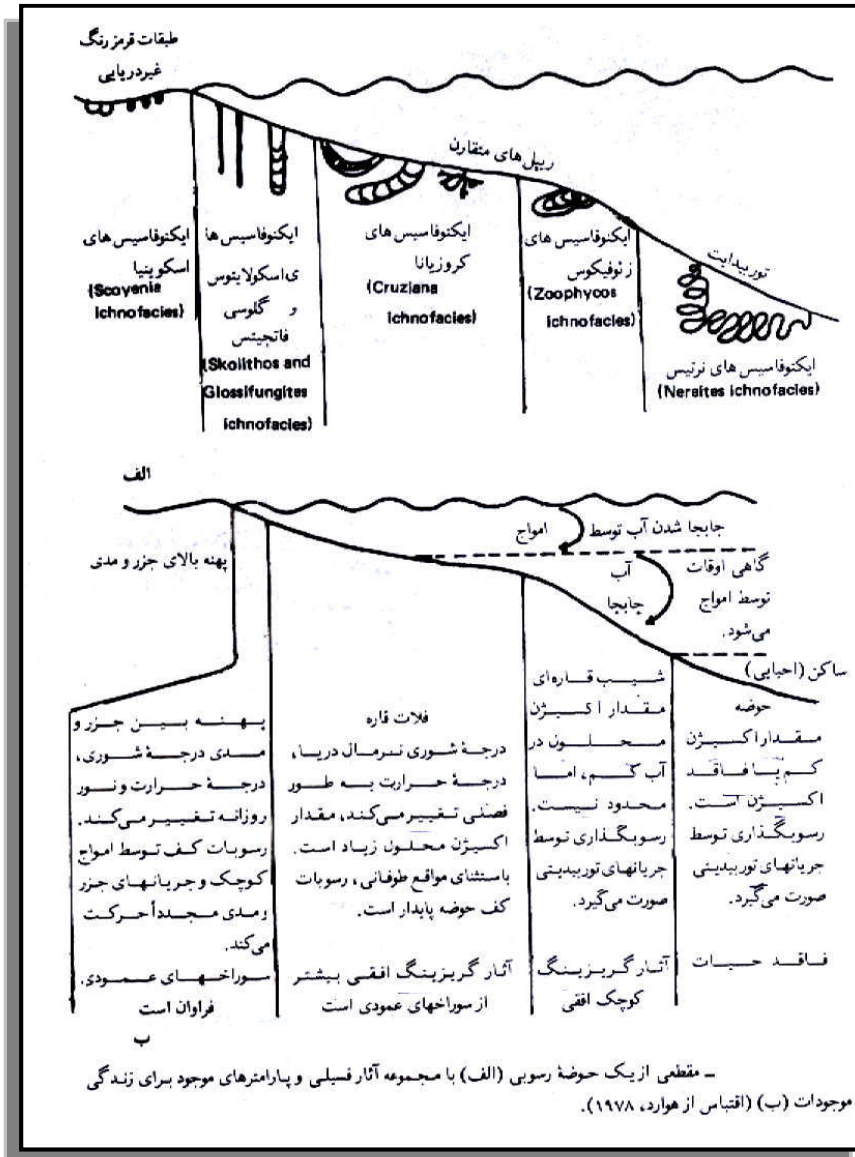 طبقات قرمز رنگ
غیر دریایی
ریپل های متقارن
توربیدایت
ایکنوفاسیس های
اسکوینیا
(Scoyenia
ichnofacies)
ایکنوفاسیس ها
ی اسکولایتوس
و گلوسی
فانجیتس
(Skolithos and
Glossifungites
ichnofacies)
ایکنوفاسیس های
کروزیانا
(Cruziana
ichnofacies)
ایکنوفاسیس های
زئوفیکوس
(Zoophycos
ichnofacies)
ایکنوفاسیس های نرتیس
(Nereites ichnofacies)
الف
جابجا شدن آب توسط امواج
پهنه بالای جزر و مدی
گاهی اوقات آب
توسط امواج جابجا
می‌شود.
ساکن (احیایی)
پهنه بین جزر و
مدی درجۀ شوری،
درجۀ حرارت و نور
روزانه تغییر می‌کند.
رسوبات کف توسط امواج
کوچک و جریانهای جزر
و مدی مجدداً حرکت
می‌کند.
سوراخهای عمودی.
فراوان است
فلات قاره
درجۀ شوری نرمال دریا،
درجۀ حرارت به طور
فصلی تغییر می‌کند، مقدار
اکسیژن محلول زیاد است.
باستثنای مواقع طوفانی، رسوبات
کف حوضه پایدار است.
آثار گریزینگ افقی بیشتر
از سوراخهای عمودی است
شیب قاره‌ای
مقدار اکسیژن
محلول در
آب کم، اما
محدود نیست.
رسوبگذاری توسط
جریانهای توربیدیتی
صورت می‌گیرد.
آثار گریزینگ
کوچک افقی
حوضه
مقدار اکسیژن
کم یا فاقد
اکسیژن است.
رسوبگذاری توسط
جریانهای توربیدیتی
صورت می‌گیرد.
فاقد حیات
ب
ـ مقطعی از یک حوضۀ رسوبی (الف) با مجموعه آثار فسیلی و پارامترهای موجود برای زندگی
موجودات (ب) (اقتباس از هوارد، ۱۹۷۸).